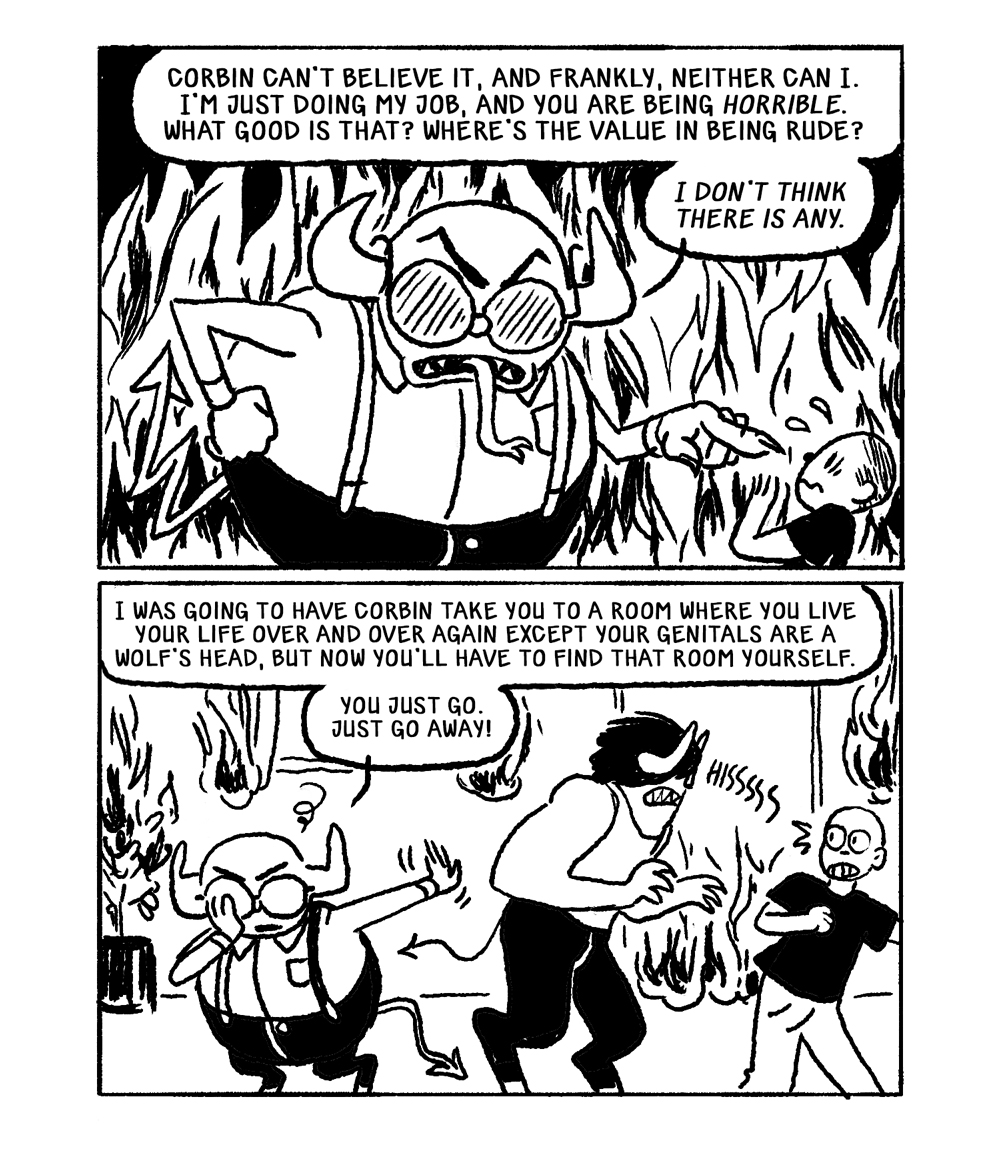 CORBIN CAN'T BELIEVE IT, AND FRANKLY, NEITHER CAN I.
I'M JUST DOING MY JOB, AND YOU ARE BEING HORRIBLE.
WHAT GOOD IS THAT? WHERE'S THE VALUE IN BEING RUDE?
I DON'T THINK
THERE IS ANY.
I WAS GOING TO HAVE CORBIN TAKE YOU TO A ROOM WHERE YOU LIVE
YOUR LIFE OVER AND OVER AGAIN EXCEPT YOUR GENITALS ARE A
WOLF'S HEAD, BUT NOW YOU'LL HAVE TO FIND THAT ROOM YOURSELF.
YOU JUST GO.
JUST GO AWAY!
HISSSSS